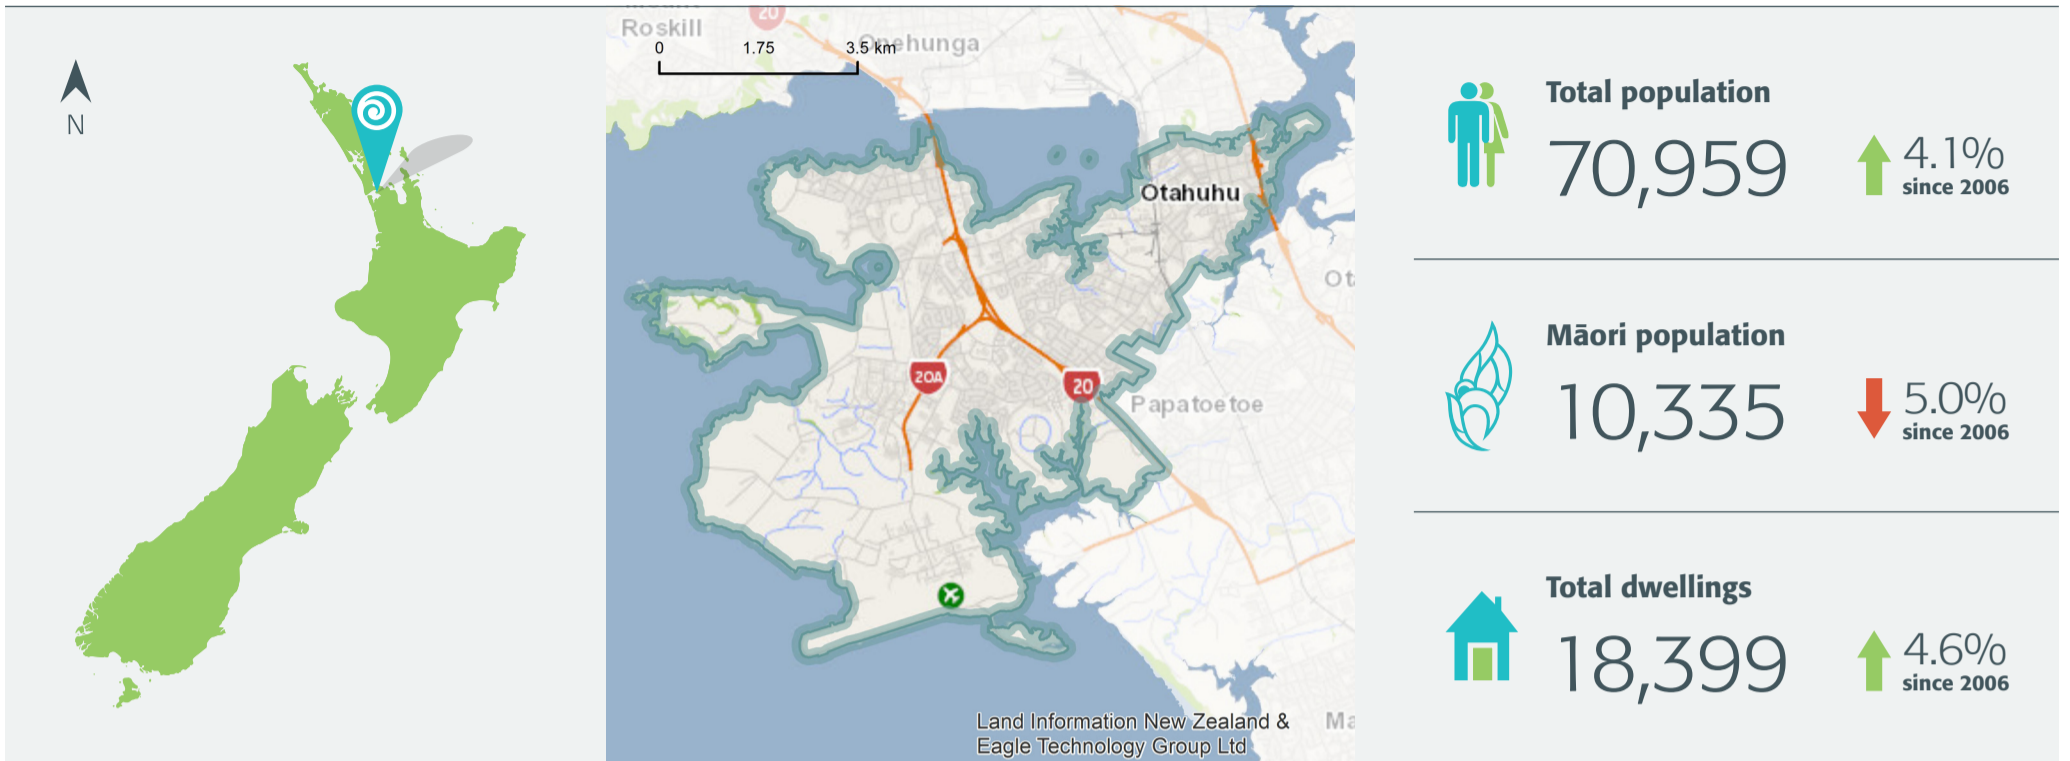 N
Roskill
20
Onehunga
0 1.75 3.5 km
Otahuhu
20A
20
Papatoetoe
Land Information New Zealand &
Eagle Technology Group Ltd
Total population
70,959
4.1%
since 2006
Māori population
10,335
5.0%
since 2006
Total dwellings
18,399
4.6%
since 2006